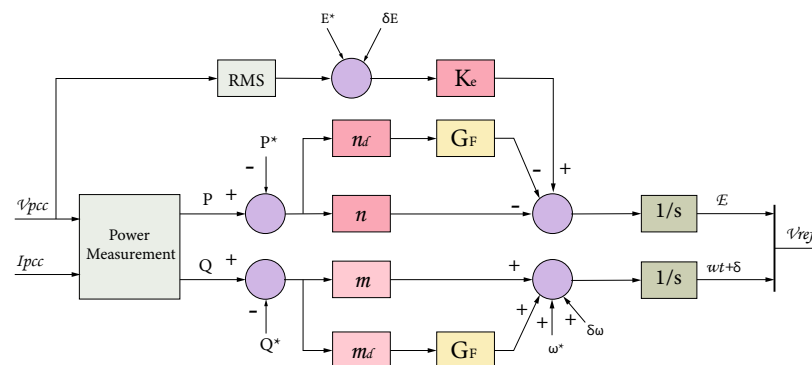 E* δE
RMS
Ke
P*
-
nd
GF
-
+
Vpcc
P
+
n
-
1/s
E
Power
Measurement
Vref
Ipcc
Q
+
m
+
1/s
wt+δ
-
Q*
md
GF
+
+
+
ω*
δω